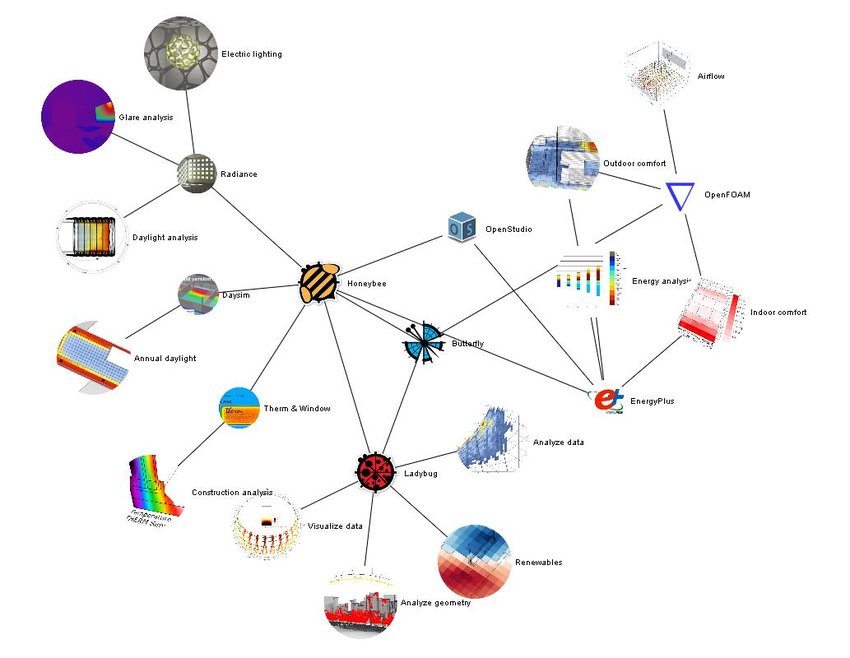 Electric lighting
Airflow
Glare analysis
Outdoor comfort
Radiance
OpenFOAM
OpenStudio
Daylight analysis
Energy analysis
Honeybee
Daysim
Indoor comfort
Butterfly
Annual daylight
EnergyPlus
Therm & Window
Analyze data
Ladybug
Construction analysis
Visualize data
Renewables
Analyze geometry